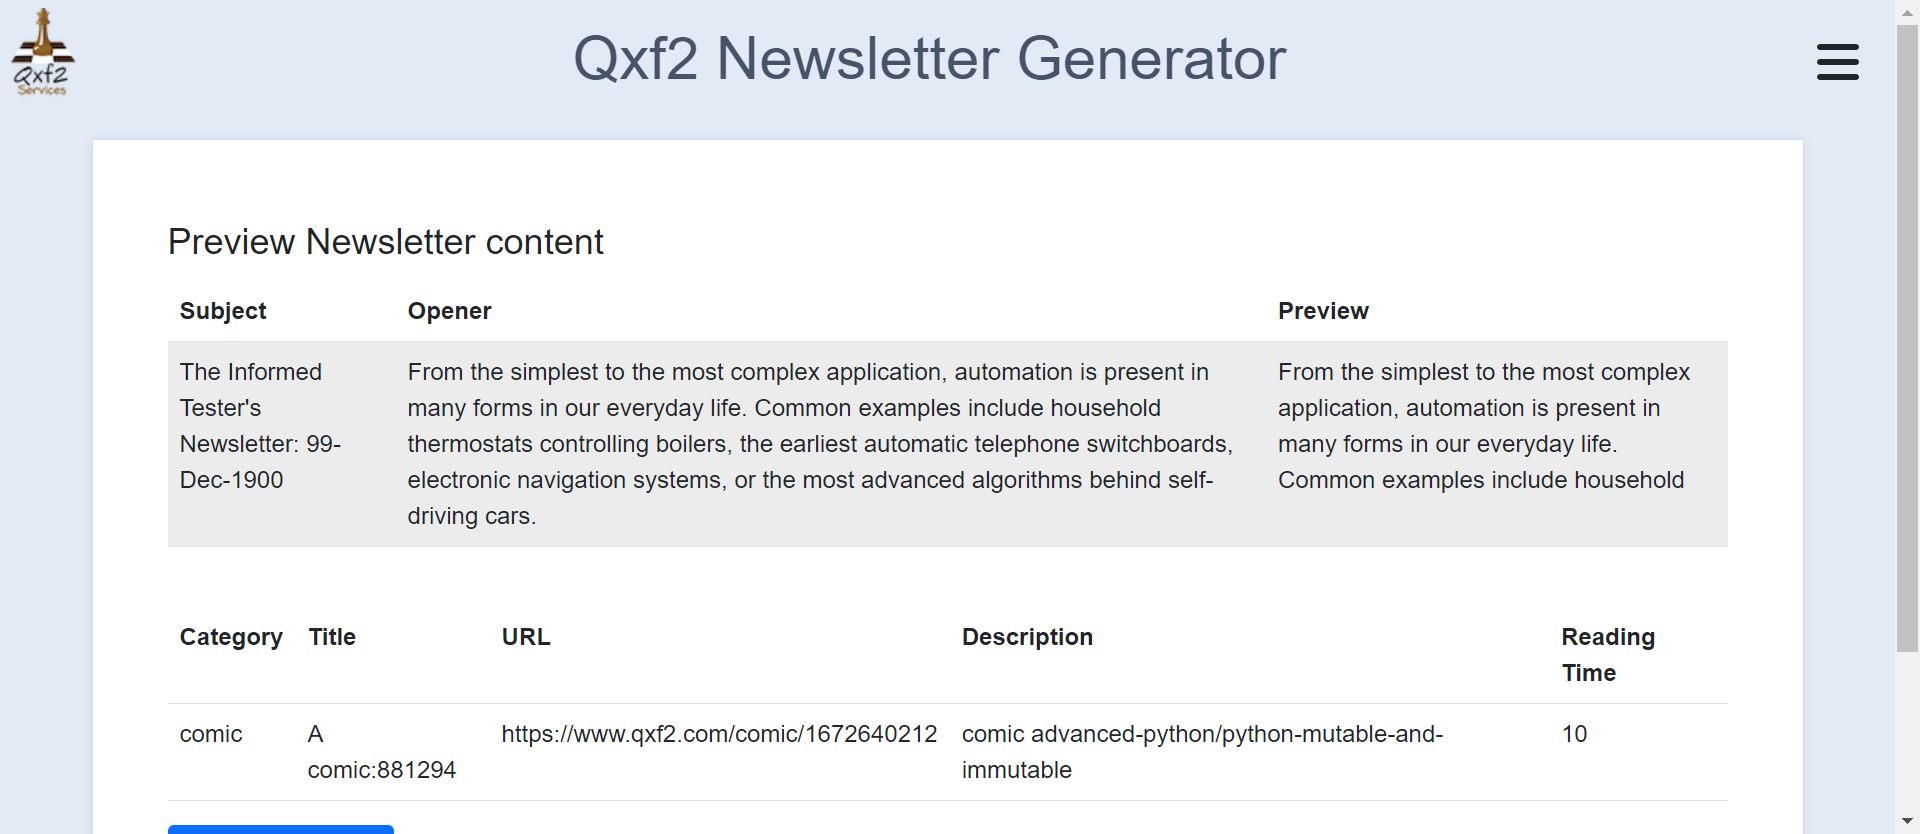 Qxf2
Services
Qxf2 Newsletter Generator
Preview Newsletter content
Subject Opener Preview
The Informed From the simplest to the most complex application, automation is present in From the simplest to the most complex
Tester's many forms in our everyday life. Common examples include household application, automation is present in
Newsletter: 99- thermostats controlling boilers, the earliest automatic telephone switchboards, many forms in our everyday life.
Dec-1900 electronic navigation systems, or the most advanced algorithms behind self- Common examples include household
driving cars.
Category Title URL Description Reading
Time
comic A https://www.qxf2.com/comic/1672640212 comic advanced-python/python-mutable-and- 10
comic:881294 immutable